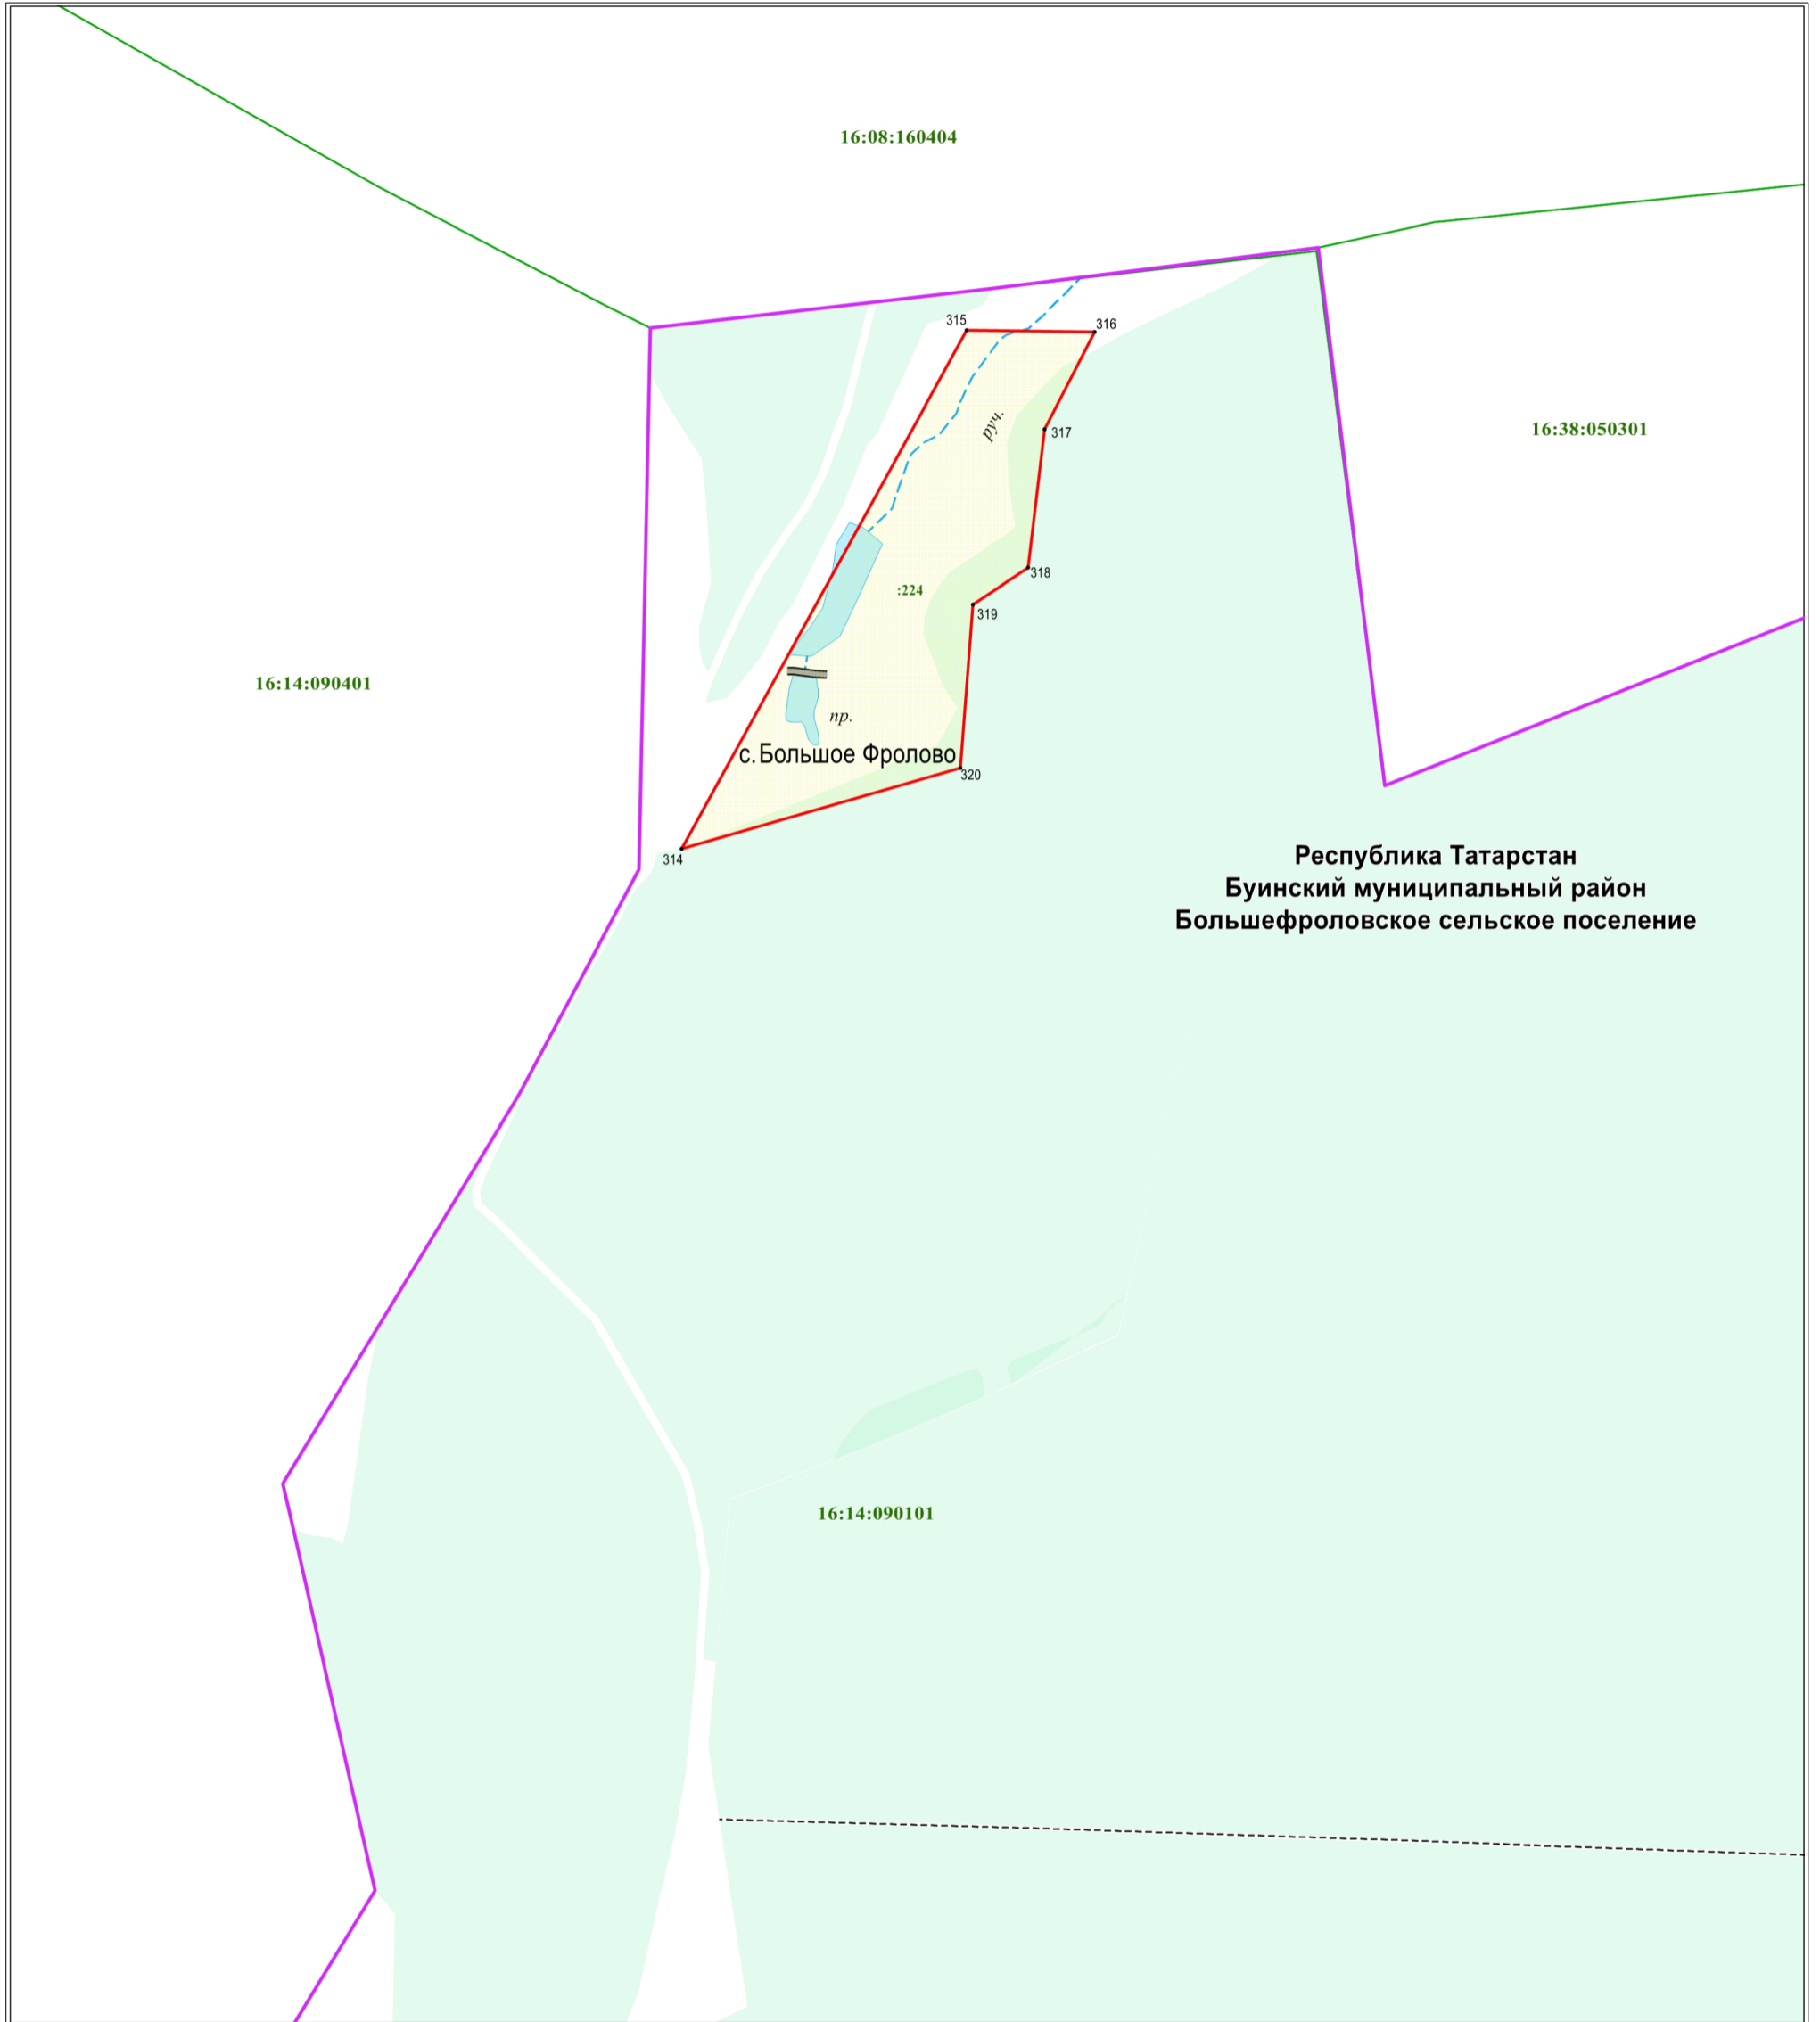 16:08:160404
315
316
руч.
317
16:38:050301
318
:224
319
16:14:090401
пр.
с. Большое Фролово
320
314
Республика Татарстан
Буинский муниципальный район
Большефроловское сельское поселение
16:14:090101